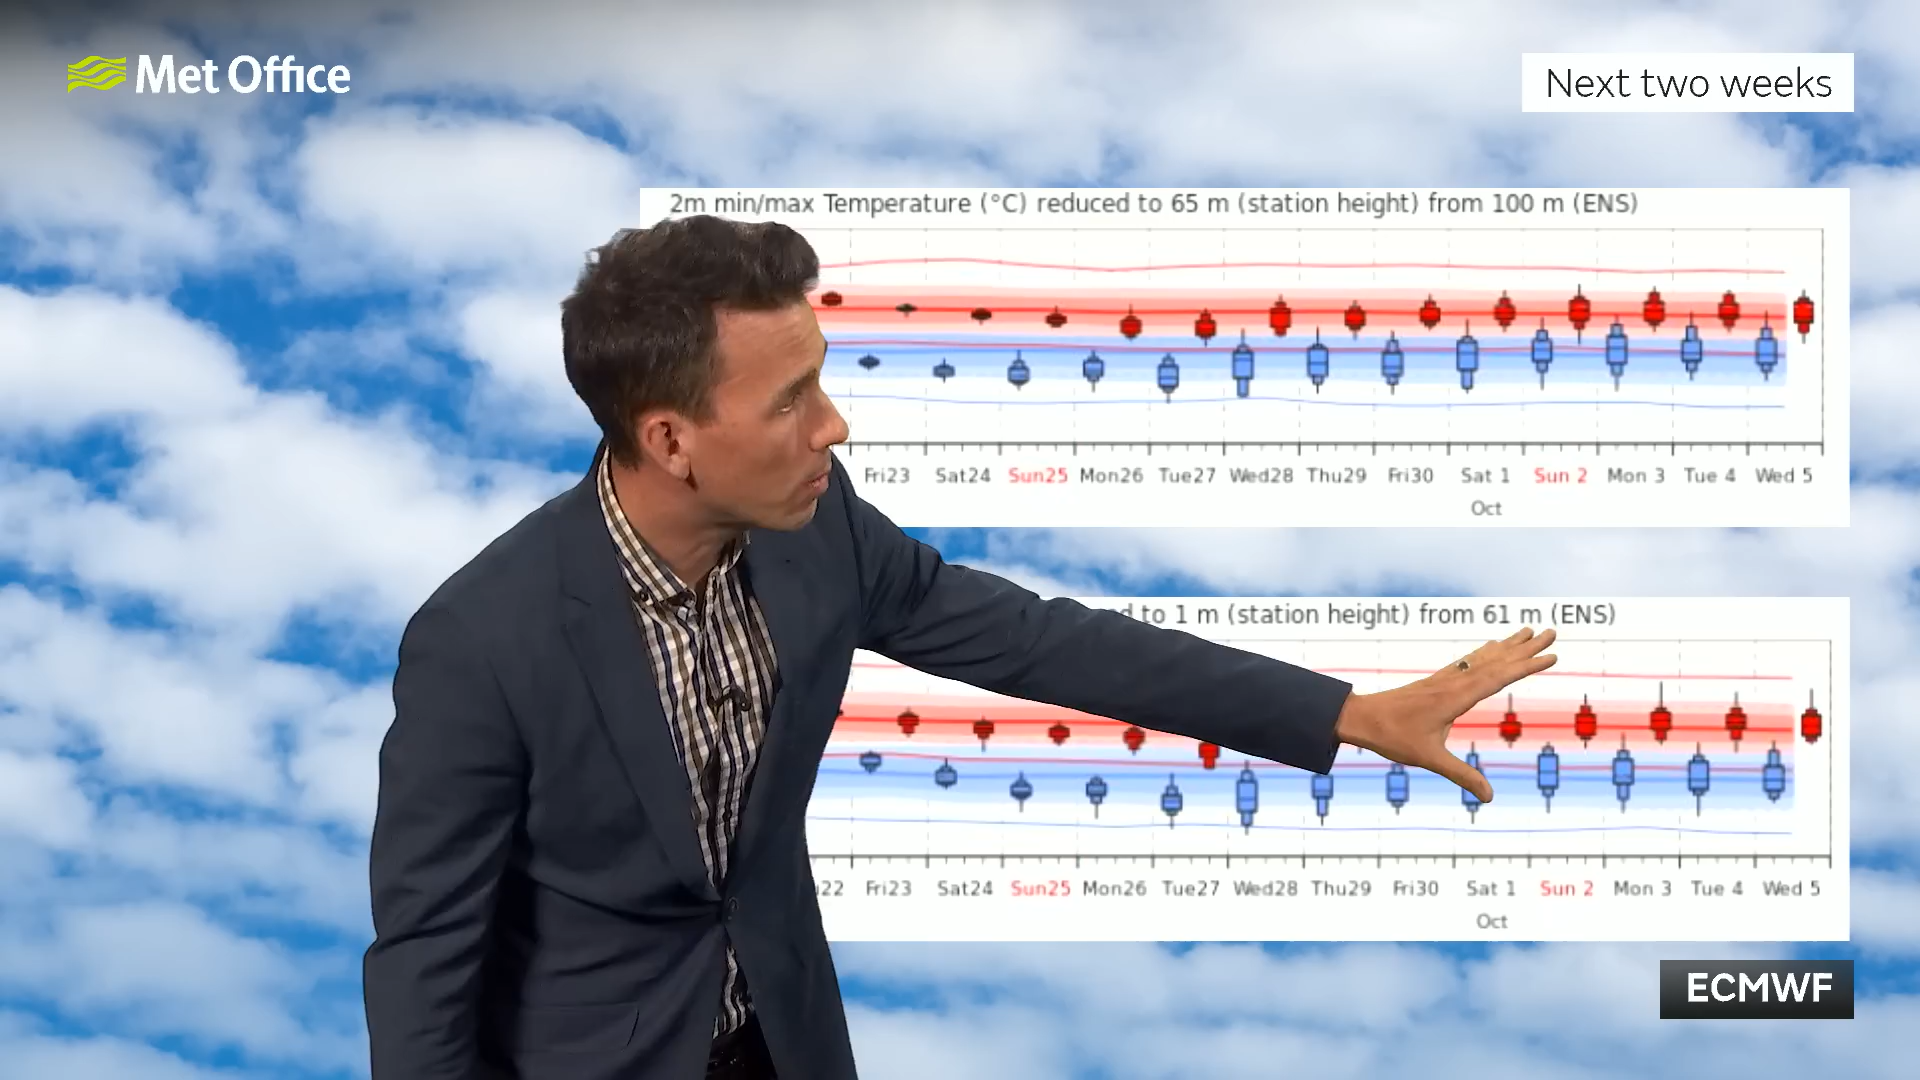 Met Office
Next two weeks
2m min/max Temperature (°C) reduced to 65 m (station height) from 100 m (ENS)
Fri23 Sat24 Sun25 Mon26 Tue27 Wed28 Thu29 Fri30 Sat 1 Sun 2 Mon 3 Tue 4 Wed 5
Oct
to 1 m (station height) from 61 m (ENS)
22 Fri23 Sat24 Sun25 Mon26 Tue27 Wed28 Thu29 Fri30 Sat 1 Sun 2 Mon 3 Tue 4 Wed 5
Oct
ECMWF